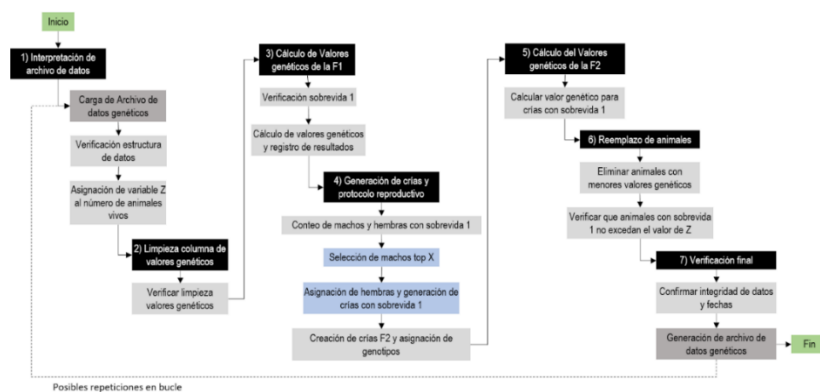 Inicio
1) Interpretación de
archivo de datos
Carga de Archivo de
datos genéticos
Verificación estructura
de datos
Asignación de variable Z
al número de animales
vivos
2) Limpieza columna de
valores genéticos
Verificar limpieza
valores genéticos
3) Cálculo de Valores
genéticos de la F1
Verificación sobrevida 1
Cálculo de valores genéticos
y registro de resultados
4) Generación de crías y
protocolo reproductivo
Conteo de machos y hembras con sobrevida 1
Selección de machos top X
Asignación de hembras y generación de
crías con sobrevida 1
Creación de crías F2 y asignación de
genotipos
5) Cálculo del Valores
genéticos de la F2
Calcular valor genético para
crías con sobrevida 1
6) Reemplazo de animales
Eliminar animales con
menores valores genéticos
Verificar que animales con sobrevida
1 no excedan el valor de Z
7) Verificación final
Confirmar integridad de datos
y fechas
Generación de archivo de
datos genéticos
Fin
Posibles repeticiones en bucle